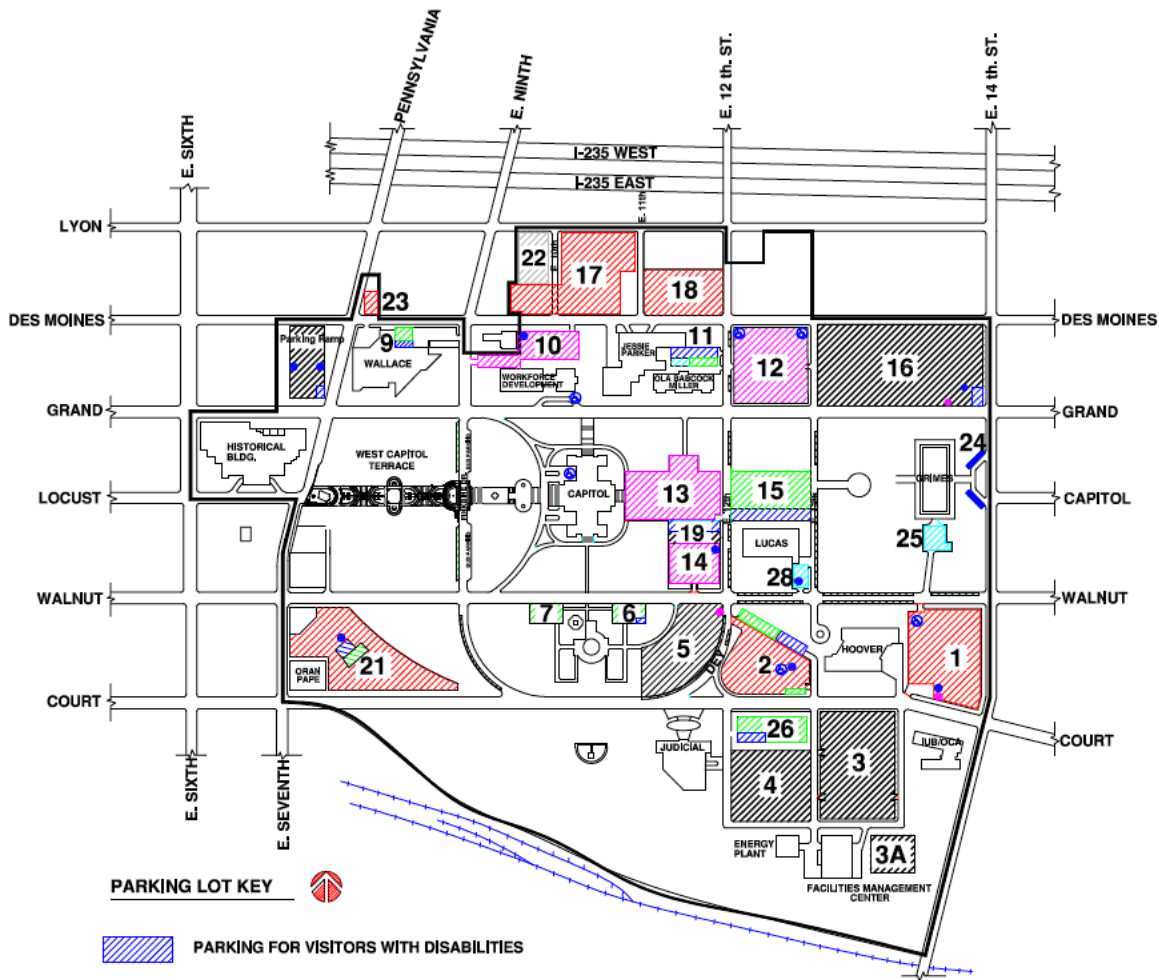 PENNSYLVANIA
E. NINTH
E. 12 th. ST.
E. 14 th. ST.
E. SIXTH
I-235 WEST
I-235 EAST
E. 11th
LYON
22
E. 10th
17
18
23
DES MOINES
DES MOINES
Parking Ramp
9
WALLACE
10
WORKFORCE
DEVELOPMENT
JESSIE
PARKER
11
OLA BABCOCK
MILLER
12
16
GRAND
GRAND
HISTORICAL
BLDG.
WEST CAPITOL
TERRACE
CAPITOL
13
15
24
GRIMES
LOCUST
CAPITOL
19
14
LUCAS
28
25
WALNUT
WALNUT
7
6
5
DEY
2
HOOVER
1
21
ORAN
PAPE
COURT
COURT
JUDICIAL
26
4
3
IUB/OCA
E. SIXTH
E. SEVENTH
ENERGY
PLANT
3A
FACILITIES MANAGEMENT
CENTER
PARKING LOT KEY
PARKING FOR VISITORS WITH DISABILITIES